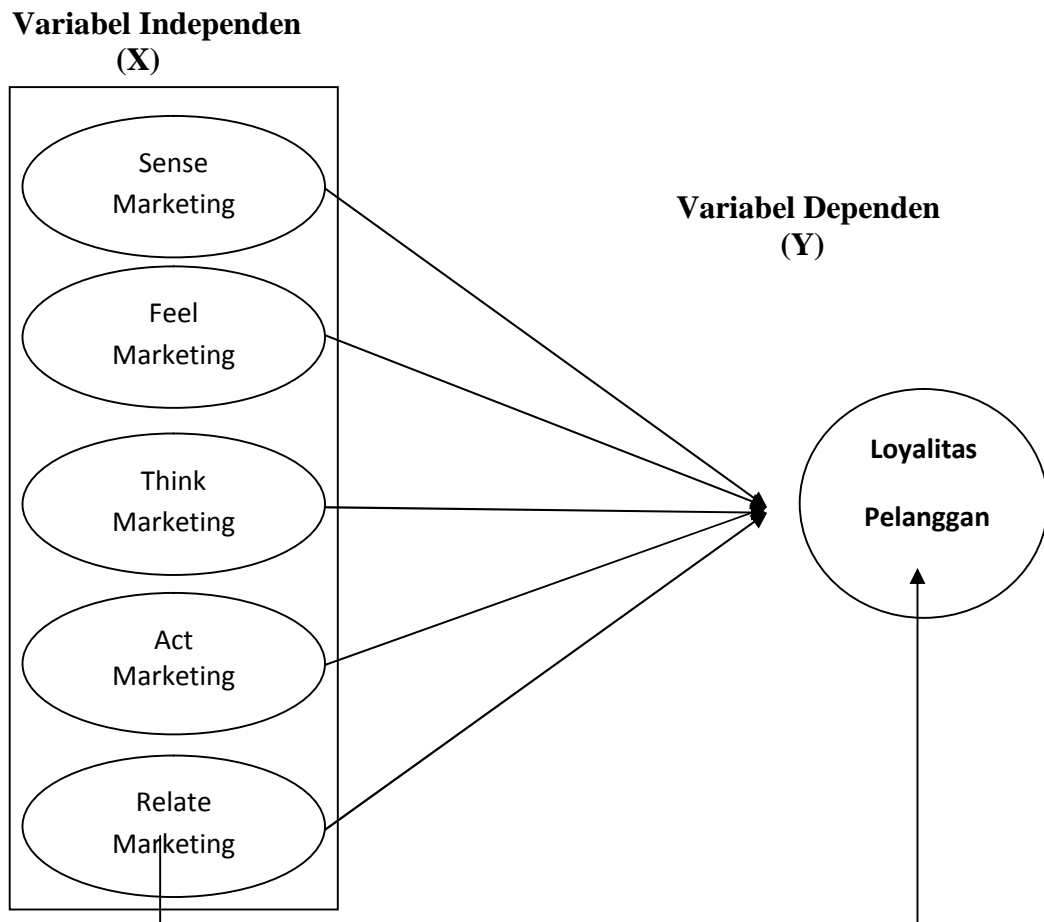 Variabel Independen
(X)
Sense
Marketing
Feel
Marketing
Think
Marketing
Act
Marketing
Relate
Marketing
Variabel Dependen
(Y)
Loyalitas
Pelanggan